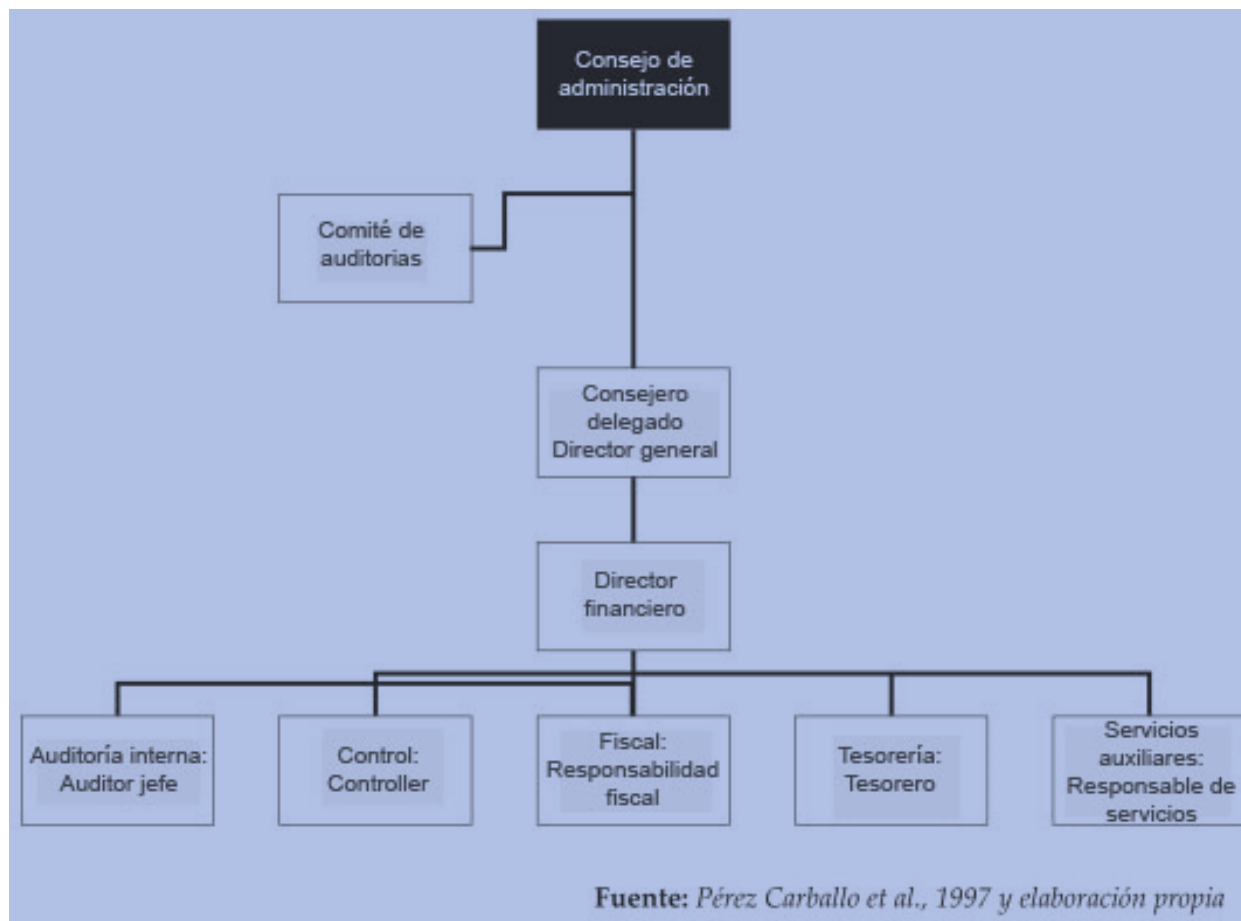 Consejo de
administración
Comité de
auditorias
Consejero
delegado
Director general
Director
financiero
Auditoría interna:
Auditor jefe
Control:
Controller
Fiscal:
Responsabilidad
fiscal
Tesorería:
Tesorero
Servicios
auxiliares:
Responsable de
servicios
Fuente: Pérez Carballo et al., 1997 y elaboración propia